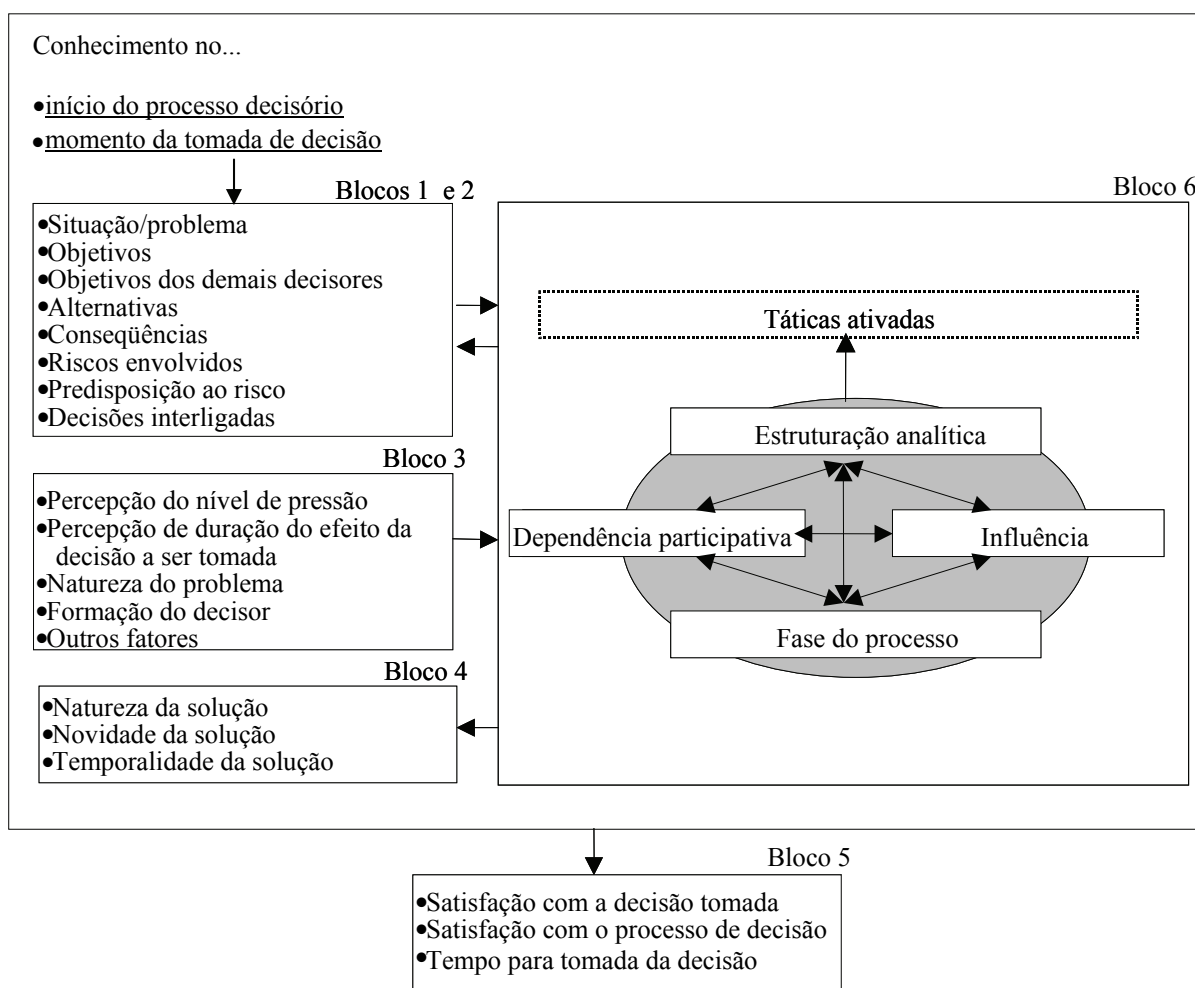 Conhecimento no...
•início do processo decisório
•momento da tomada de decisão
Blocos 1 e 2
•Situação/problema
•Objetivos
•Objetivos dos demais decisores
•Alternativas
•Conseqüências
•Riscos envolvidos
•Predisposição ao risco
•Decisões interligadas
Bloco 3
•Percepção do nível de pressão
•Percepção de duração do efeito da
decisão a ser tomada
•Natureza do problema
•Formação do decisor
•Outros fatores
Bloco 4
•Natureza da solução
•Novidade da solução
•Temporalidade da solução
Bloco 6
Táticas ativadas
Estruturação analítica
Dependência participativa
Influência
Fase do processo
Bloco 5
•Satisfação com a decisão tomada
•Satisfação com o processo de decisão
•Tempo para tomada da decisão